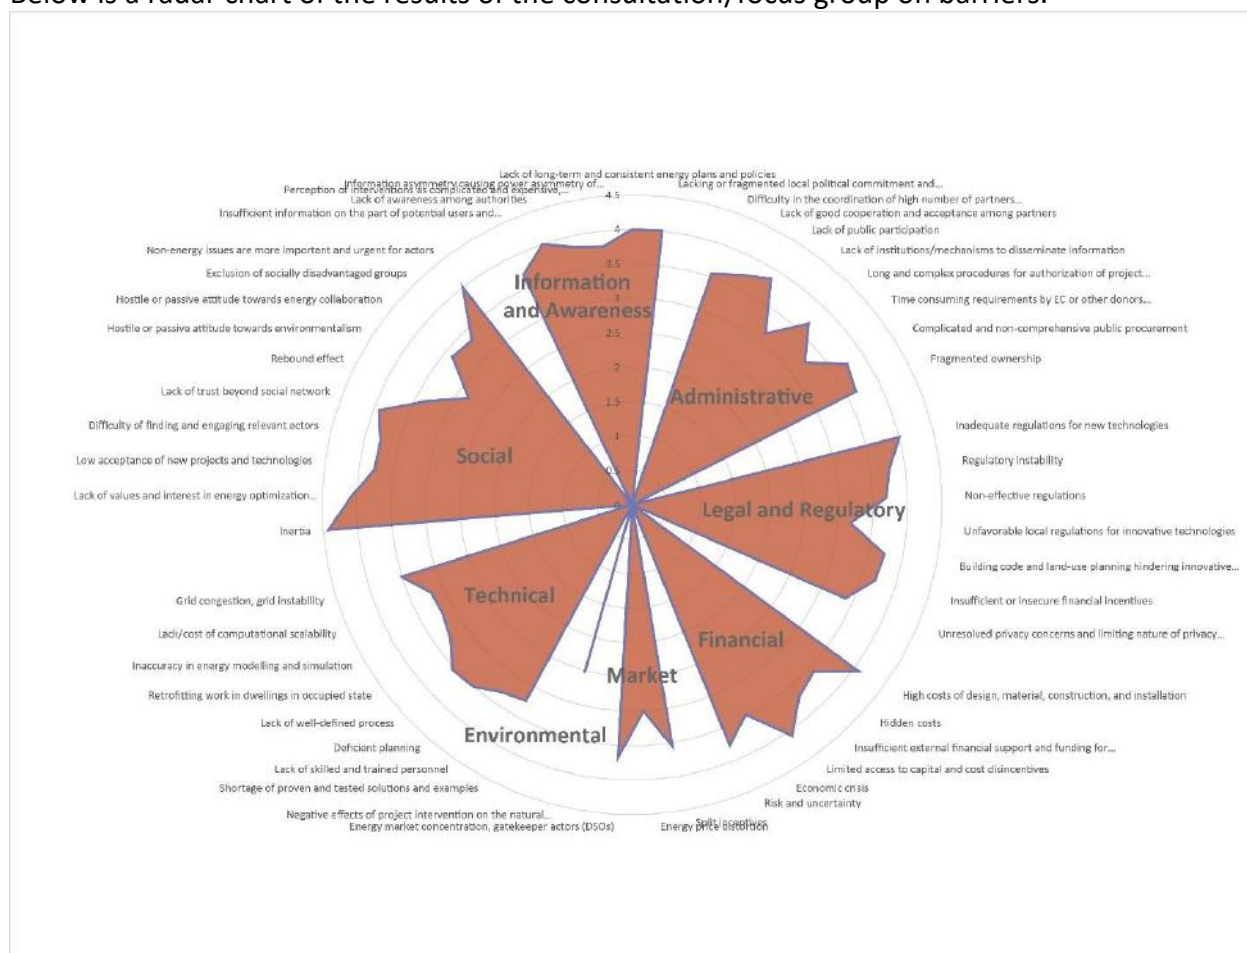 Below is a radar chart of the results of the consultation/focus group on barriers.
Lack of long-term and consistent energy plans and policies
Lacking or fragmented local political commitment and...
Difficulty in the coordination of high number of partners...
Lack of good cooperation and acceptance among partners
Lack of public participation
Lack of institutions/mechanisms to disseminate information
Long and complex procedures for authorization of project...
Time consuming requirements by EC or other donors...
Complicated and non-comprehensive public procurement
Fragmented ownership
Inadequate regulations for new technologies
Regulatory instability
Non-effective regulations
Unfavorable local regulations for innovative technologies
Building code and land-use planning hindering innovative...
Insufficient or insecure financial incentives
Unresolved privacy concerns and limiting nature of privacy...
High costs of design, material, construction, and installation
Hidden costs
Insufficient external financial support and funding for...
Limited access to capital and cost disincentives
Economic crisis
Risk and uncertainty
Split incentives
Energy price distortion
Energy market concentration, gatekeeper actors (DSOs)
Negative effects of project intervention on the natural...
Shortage of proven and tested solutions and examples
Lack of skilled and trained personnel
Deficient planning
Lack of well-defined process
Retrofitting work in dwellings in occupied state
Inaccuracy in energy modelling and simulation
Lack/cost of computational scalability
Grid congestion, grid instability
Inertia
Lack of values and interest in energy optimization...
Low acceptance of new projects and technologies
Difficulty of finding and engaging relevant actors
Lack of trust beyond social network
Rebound effect
Hostile or passive attitude towards environmentalism
Hostile or passive attitude towards energy collaboration
Exclusion of socially disadvantaged groups
Non-energy issues are more important and urgent for actors
Insufficient information on the part of potential users and...
Lack of awareness among authorities
Perception of interventions as complicated and expensive,...
Information asymmetry causing power asymmetry of...
4.5
4
3.5
3
2.5
2
1.5
1
0.5
0
Information
and Awareness
Administrative
Legal and Regulatory
Financial
Market
Environmental
Technical
Social